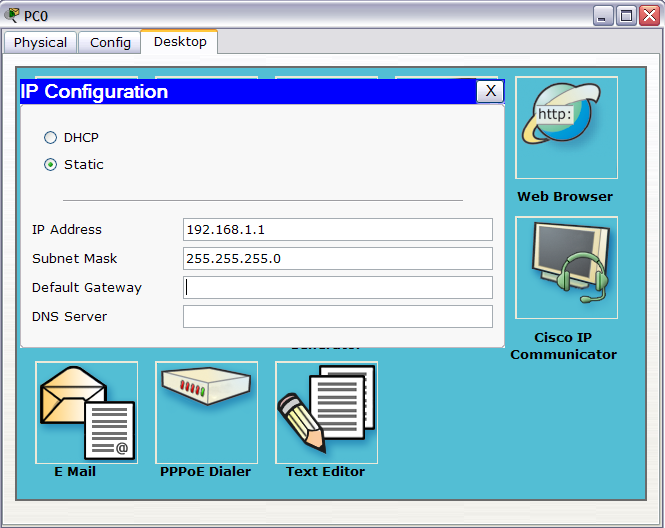 PC0
Physical Config Desktop
IP Configuration X
DHCP
Static
IP Address 192.168.1.1
Subnet Mask 255.255.255.0
Default Gateway
DNS Server
http:
Web Browser
Cisco IP
Communicator
@
E Mail PPPoE Dialer Text Editor